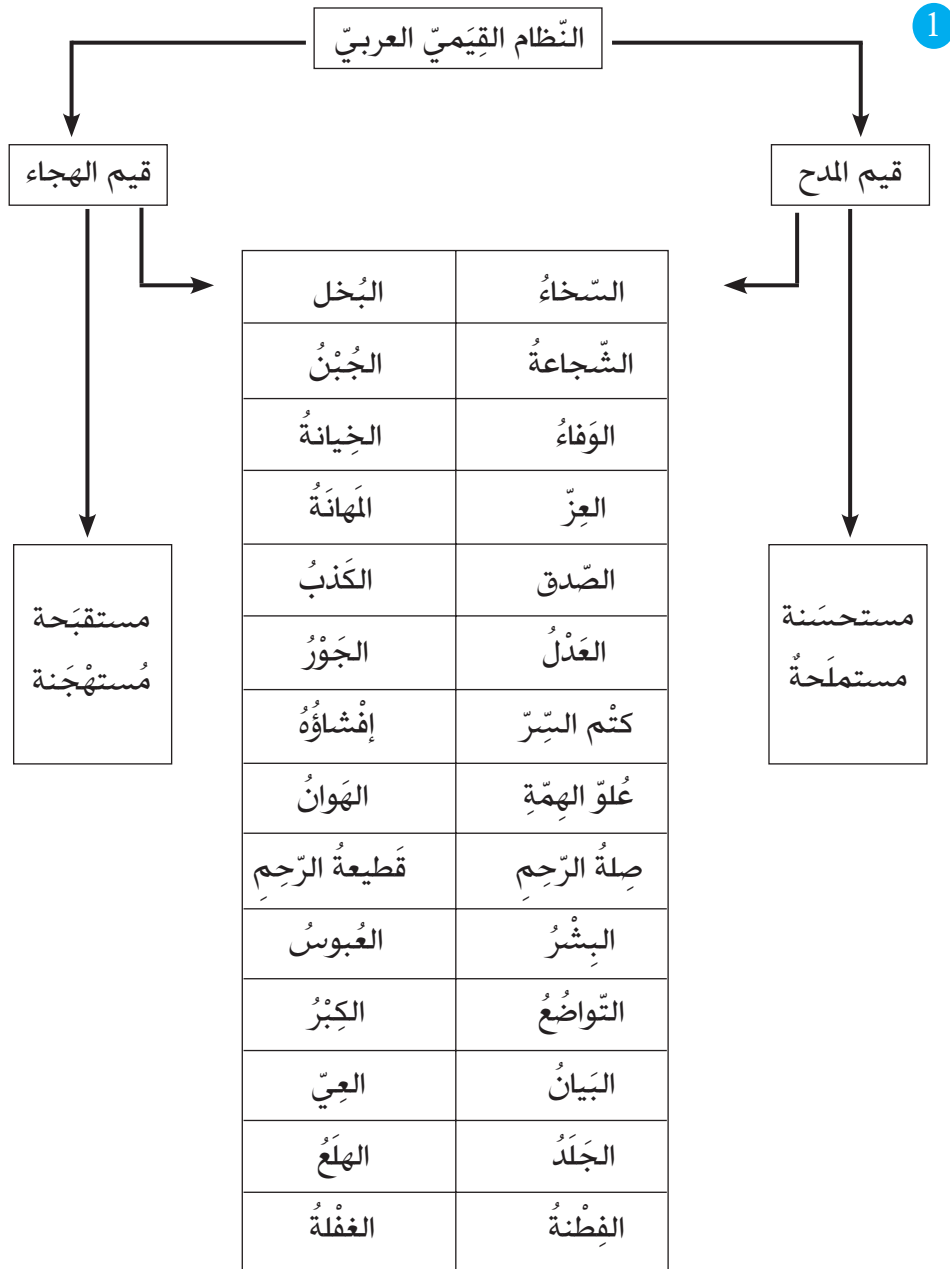 1
النّظام القِيَميّ العربيّ
قيم المدح
قيم الهجاء
السّخاءُ البُخل
الشّجاعةُ الجُبْنُ
الوَفاءُ الخِيانةُ
العِزّ المَهانَةُ
الصّدق الكَذبُ
العَدْلُ الجَوْرُ
كتْم السِّرّ إفْشاؤُهُ
عُلوّ الهِمّةِ الهَوانُ
صِلةُ الرّحِمِ قَطيعةُ الرّحِمِ
البِشْرُ العُبوسُ
التّواضُعُ الكِبْرُ
البَيانُ العِيّ
الجَلَدُ الهلَعُ
الفِطْنةُ الغفْلةُ
مستحسَنة
مستملَحةٌ
مستقبَحة
مُستهْجَنة